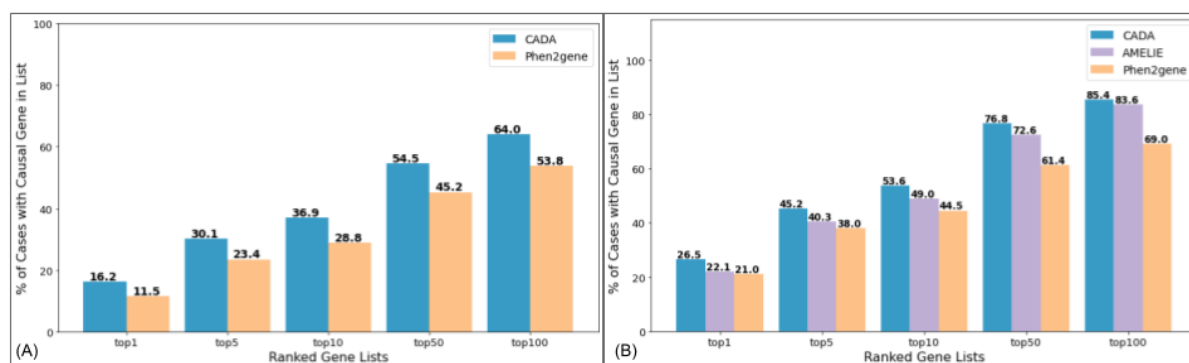 100
80
60
40
20
0
% of Cases with Causal Gene in List
CADA
Phen2gene
16.2
11.5
30.1
23.4
36.9
28.8
54.5
45.2
64.0
53.8
top1
top5
top10
top50
top100
Ranked Gene Lists
(A)
100
80
60
40
20
0
% of Cases with Causal Gene in List
CADA
AMELIE
Phen2gene
26.5
22.1
21.0
45.2
40.3
38.0
53.6
49.0
44.5
76.8
72.6
61.4
85.4
83.6
69.0
top1
top5
top10
top50
top100
Ranked Gene Lists
(B)